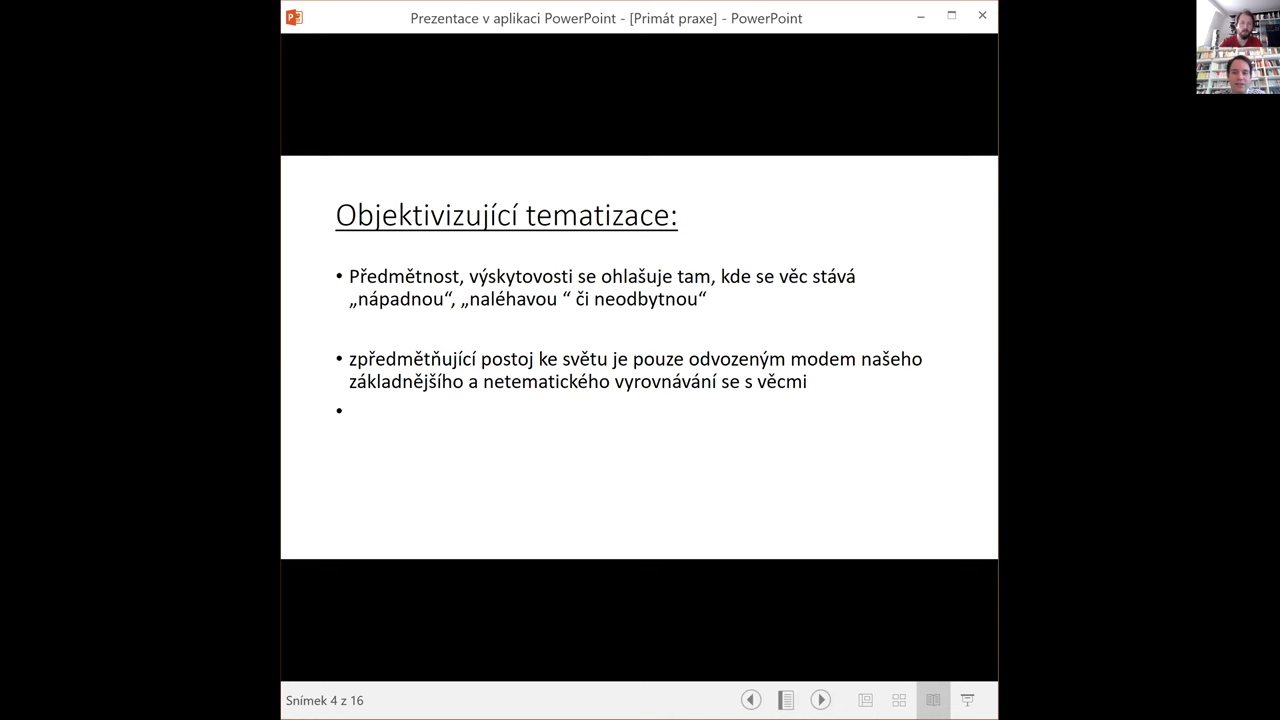 Prezentace v aplikaci PowerPoint - [Primát praxe] - PowerPoint
Objektivizující tematizace:
• Předmětnost, výskytovosti se ohlašuje tam, kde se věc stává
„nápadnou“, „naléhavou “ či neodbytnou“
• zpředmětňující postoj ke světu je pouze odvozeným modem našeho
základnějšího a netematického vyrovnávání se s věcmi
•
Snímek 4 z 16